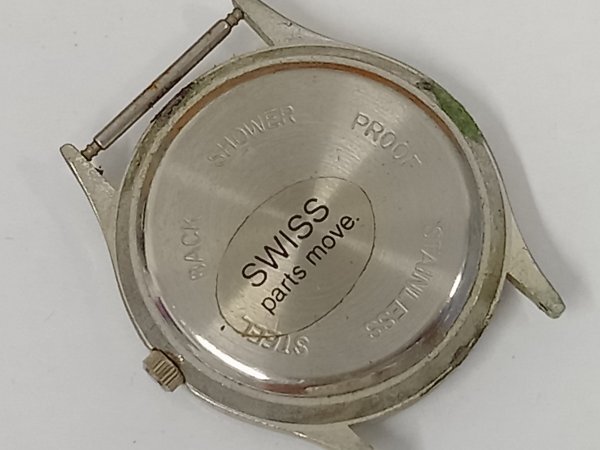 SHOWER PROOF
STAINLESS STEEL BACK
SWISS
parts move.